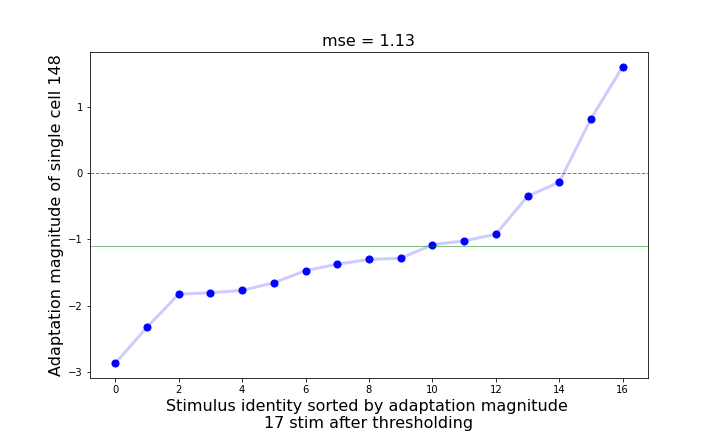 mse = 1.13
Adaptation magnitude of single cell 148
1
0
−1
−2
−3
0 2 4 6 8 10 12 14 16
Stimulus identity sorted by adaptation magnitude
17 stim after thresholding